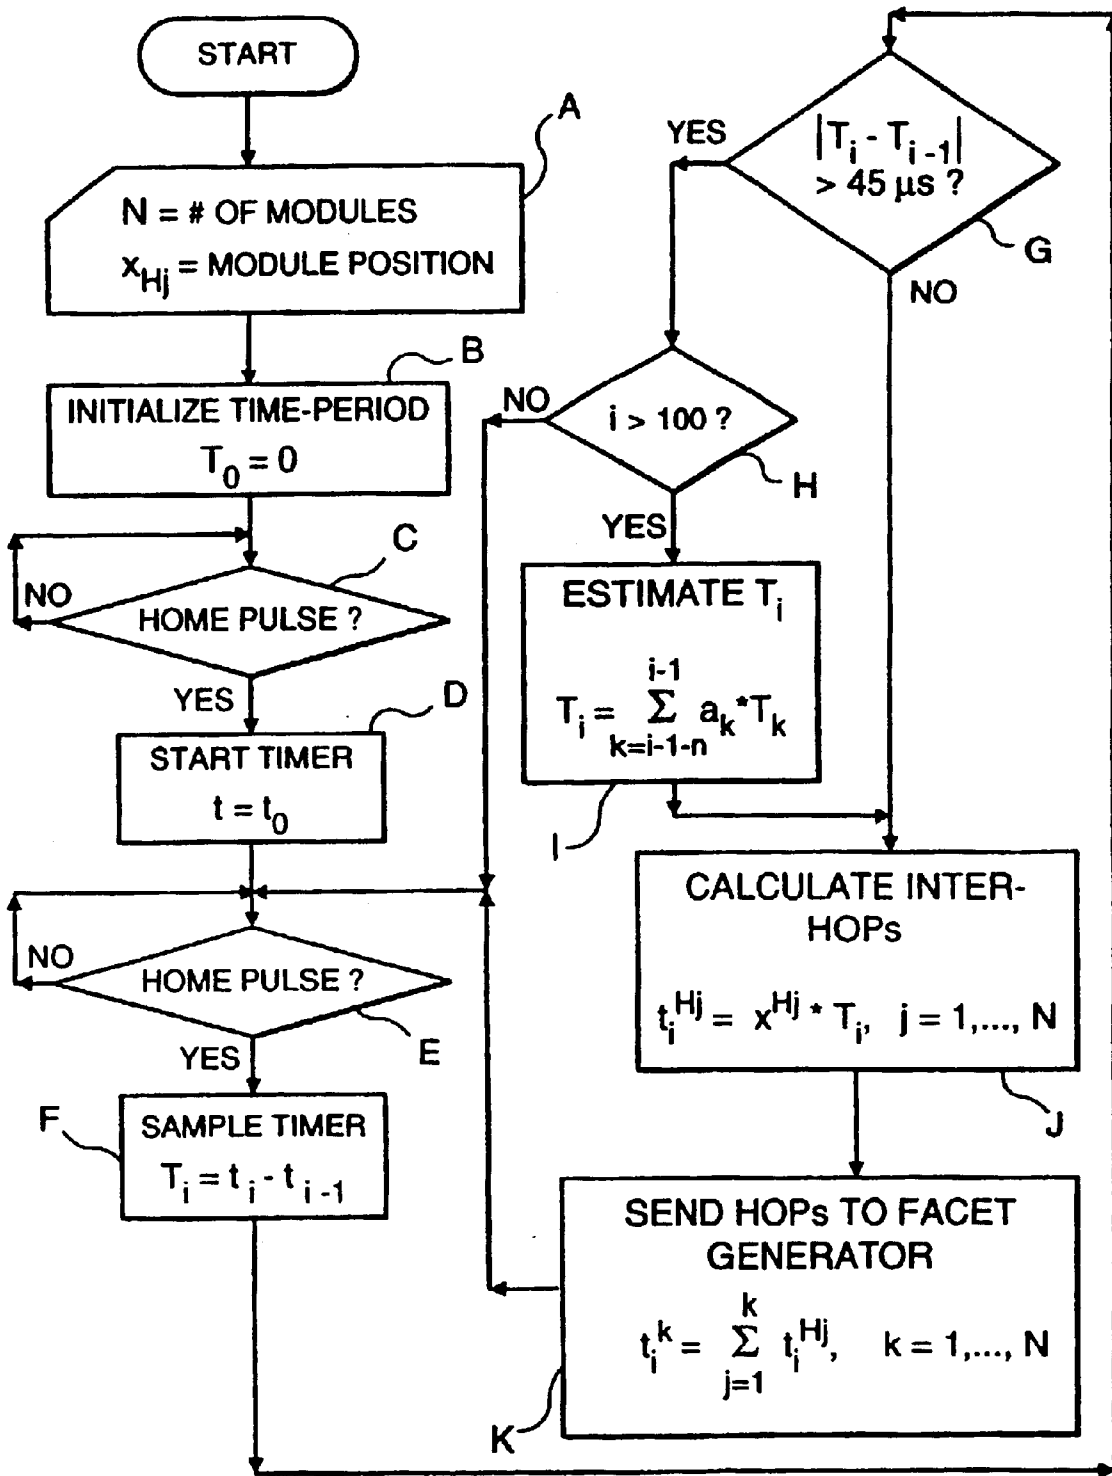 START
A
N = # OF MODULES
x_Hj = MODULE POSITION
B
INITIALIZE TIME-PERIOD
T_0 = 0
C
NO
HOME PULSE ?
YES
D
START TIMER
t = t_0
NO
HOME PULSE ?
E
YES
F
SAMPLE TIMER
T_i = t_i - t_{i-1}
YES
|T_i - T_{i-1}|
> 45 µs ?
G
NO
NO
i > 100 ?
H
YES
ESTIMATE T_i
i-1
T_i = Σ a_k*T_k
k=i-1-n
I
CALCULATE INTER-
HOPs
t_i^{Hj} = x^{Hj} * T_i, j = 1,..., N
J
SEND HOPs TO FACET
GENERATOR
k
t_i^k = Σ t_i^{Hj}, k = 1,..., N
j=1
K